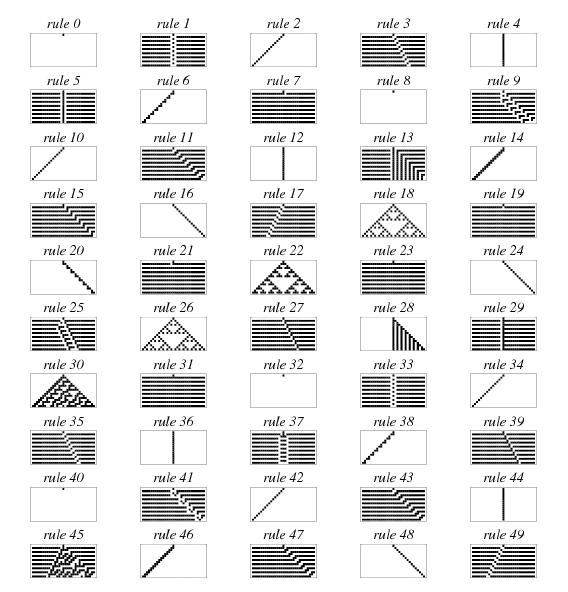 rule 0 rule 1 rule 2 rule 3 rule 4
rule 5 rule 6 rule 7 rule 8 rule 9
rule 10 rule 11 rule 12 rule 13 rule 14
rule 15 rule 16 rule 17 rule 18 rule 19
rule 20 rule 21 rule 22 rule 23 rule 24
rule 25 rule 26 rule 27 rule 28 rule 29
rule 30 rule 31 rule 32 rule 33 rule 34
rule 35 rule 36 rule 37 rule 38 rule 39
rule 40 rule 41 rule 42 rule 43 rule 44
rule 45 rule 46 rule 47 rule 48 rule 49